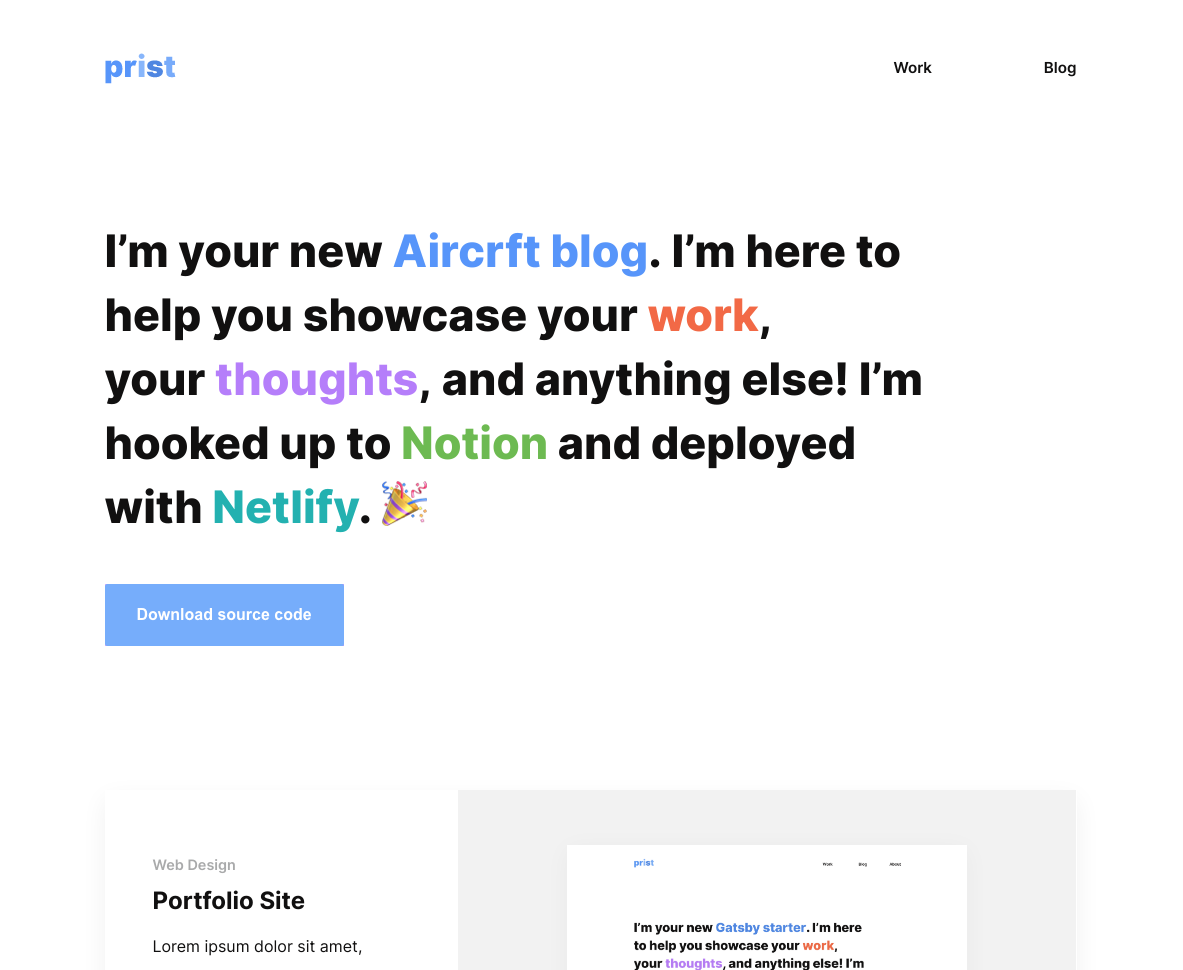 prist
Work
Blog
I’m your new Aircrft blog. I’m here to
help you showcase your work,
your thoughts, and anything else! I’m
hooked up to Notion and deployed
with Netlify. 🎉
Download source code
Web Design
Portfolio Site
Lorem ipsum dolor sit amet,
prist
Work
Blog
About
I’m your new Gatsby starter. I’m here
to help you showcase your work,
your thoughts, and anything else! I’m